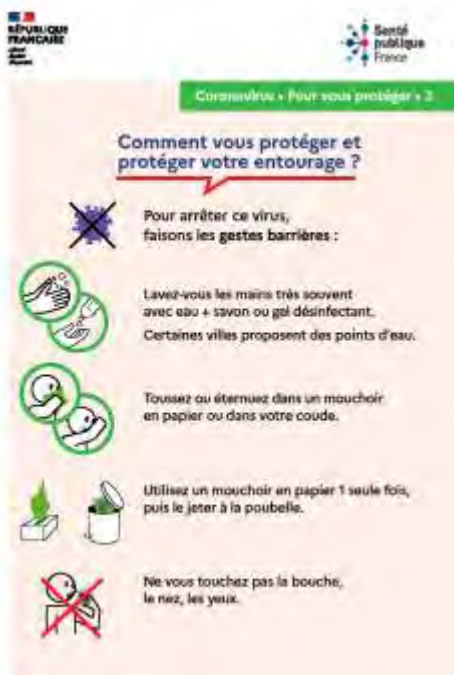 RÉPUBLIQUE
FRANÇAISE
Santé
publique
France
Coronavirus • Pour vous protéger • 2
Comment vous protéger et
protéger votre entourage ?
Pour arrêter ce virus,
faisons les gestes barrières :
Lavez-vous les mains très souvent
avec eau + savon ou gel désinfectant.
Certaines villes proposent des points d'eau.
Toussez ou éternuez dans un mouchoir
en papier ou dans votre coude.
Utilisez un mouchoir en papier 1 seule fois,
puis le jeter à la poubelle.
Ne vous touchez pas la bouche,
le nez, les yeux.